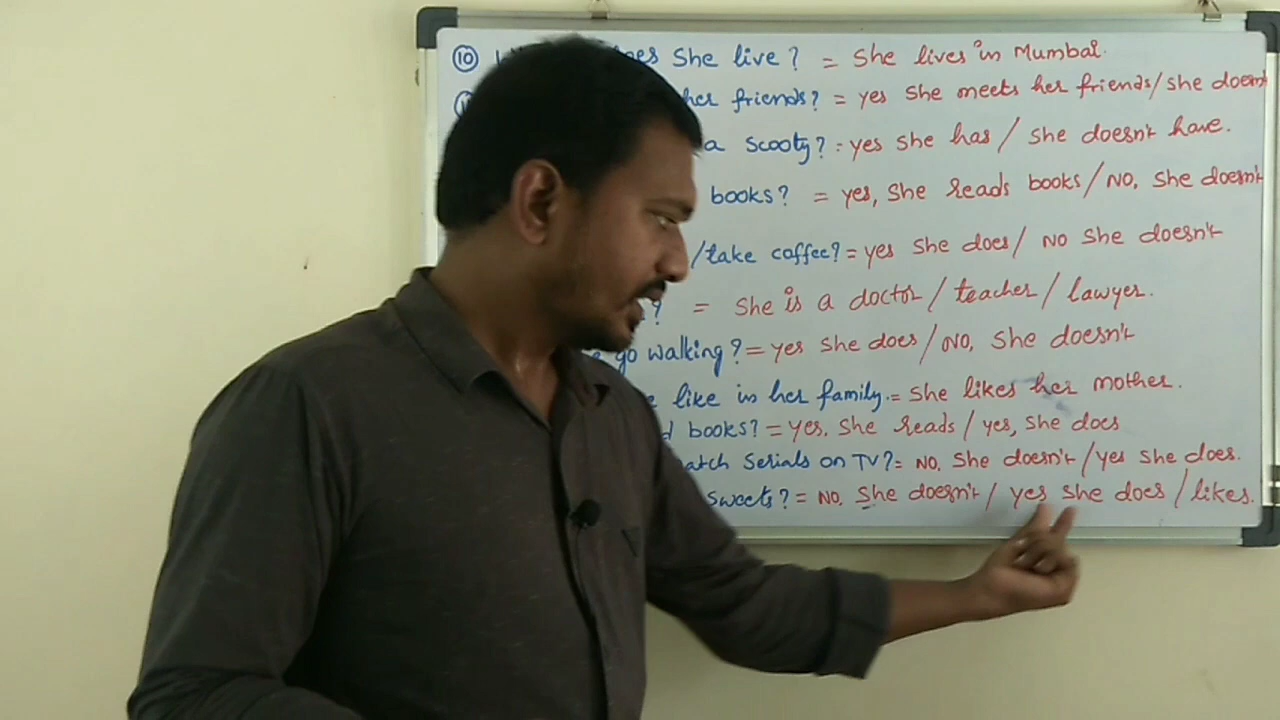 ⑩ does She live? = She lives in Mumbai.
her friends? = yes She meets her friends/she doesn't
a scooty? = yes she has / She doesn't have.
books? = yes, She reads books/NO, She doesn't
/take coffee? = yes She does/ NO She doesn't
? = She is a doctor / teacher / lawyer.
go walking? = yes She does / NO, She doesn't
like in her family. = She likes her mother.
books? = yes. She reads / yes, She does
watch Serials on TV? = NO. She doesn't /yes She does.
sweets? = NO. She doesn't / yes she does / likes.